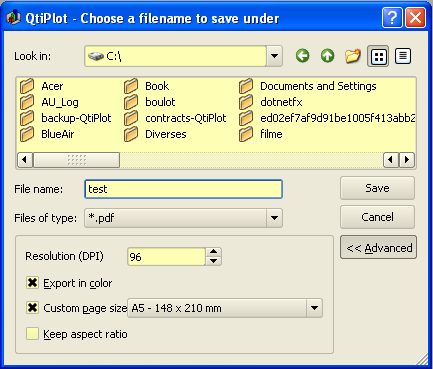 QtiPlot - Choose a filename to save under
Look in: C:\
Acer Book Documents and Settings
AU_Log boulot dotnetfx
backup-QtiPlot contracts-QtiPlot ed02ef7af9d91be1005f413abb2
BlueAir Diverses filme
File name: test Save
Files of type: *.pdf Cancel
<< Advanced
Resolution (DPI) 96
Export in color
Custom page size A5 - 148 x 210 mm
Keep aspect ratio